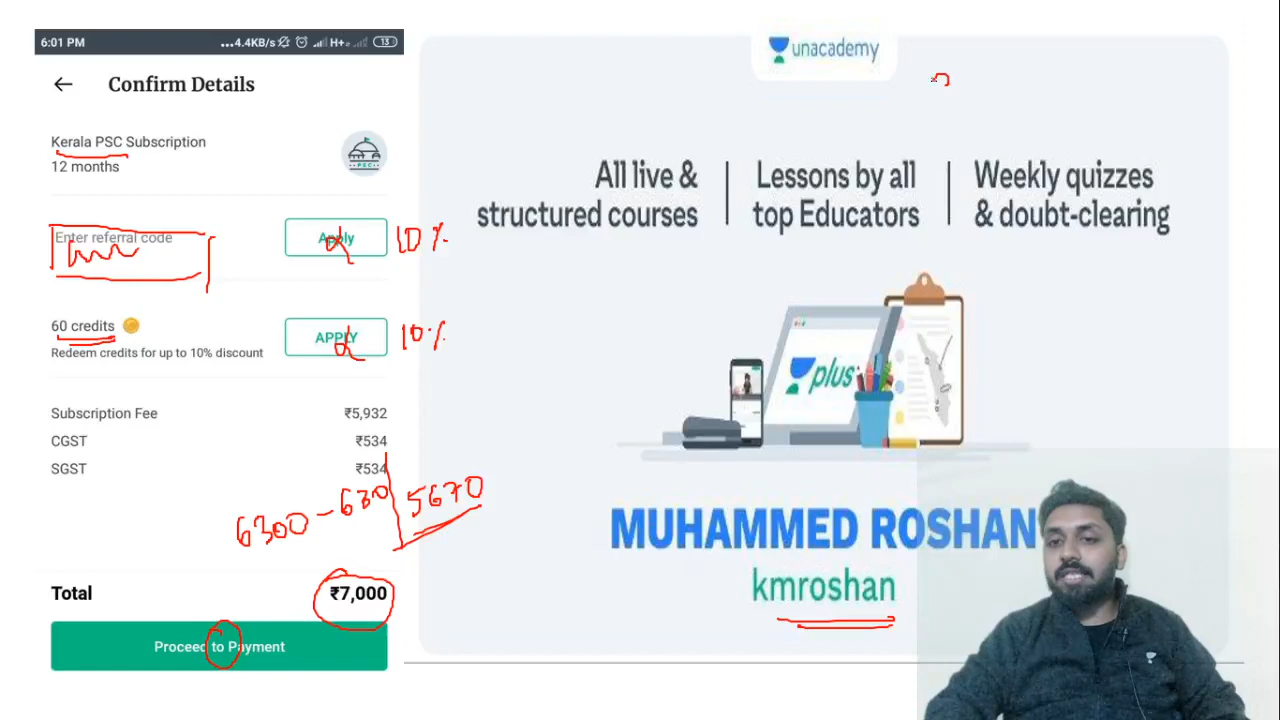 6:01 PM
...4.4KB/s H+ 13
Confirm Details
Kerala PSC Subscription
12 months
PSC
Enter referral code
Apply
10%
60 credits
APPLY
10%
Redeem credits for up to 10% discount
Subscription Fee
₹5,932
CGST
₹534
SGST
₹534
6300 - 630
5670
Total
₹7,000
Proceed to Payment
unacademy
All live &
structured courses
Lessons by all
top Educators
Weekly quizzes
& doubt-clearing
plus
MUHAMMED ROSHAN
kmroshan